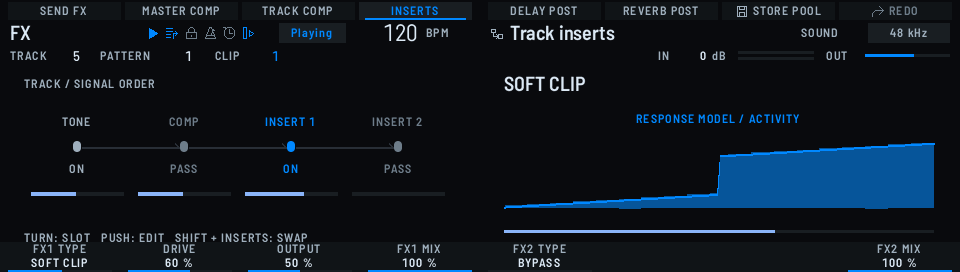 SEND FX MASTER COMP TRACK COMP INSERTS DELAY POST REVERB POST STORE POOL REDO
FX Playing 120 BPM Track inserts SOUND 48 kHz
TRACK 5 PATTERN 1 CLIP 1 IN 0 dB OUT
TRACK / SIGNAL ORDER
SOFT CLIP
TONE COMP INSERT 1 INSERT 2
RESPONSE MODEL / ACTIVITY
ON PASS ON PASS
TURN: SLOT PUSH: EDIT SHIFT + INSERTS: SWAP
FX1 TYPE DRIVE OUTPUT FX1 MIX FX2 TYPE FX2 MIX
SOFT CLIP 60 % 50 % 100 % BYPASS 100 %